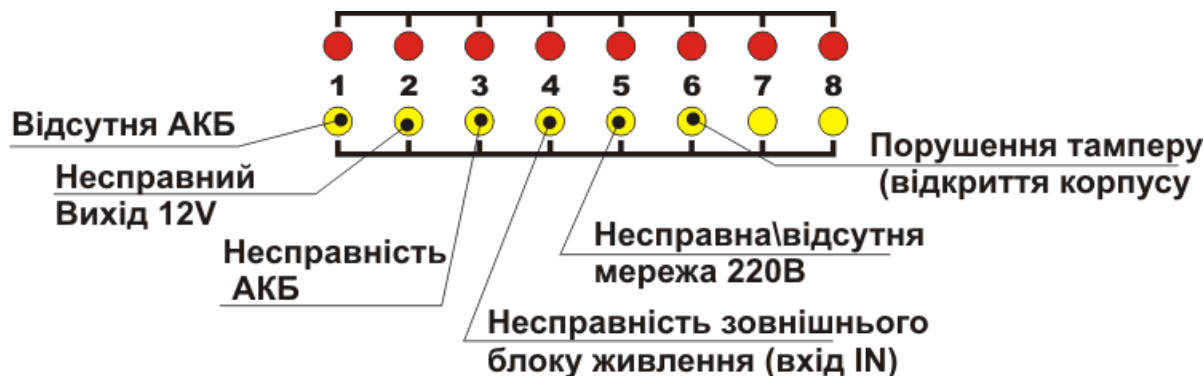 1 2 3 4 5 6 7 8
Відсутня АКБ
Несправний
Вихід 12V
Несправність
АКБ
Несправність зовнішнього
блоку живлення (вхід IN)
Несправна\відсутня
мережа 220В
Порушення тамперу
(відкриття корпусу